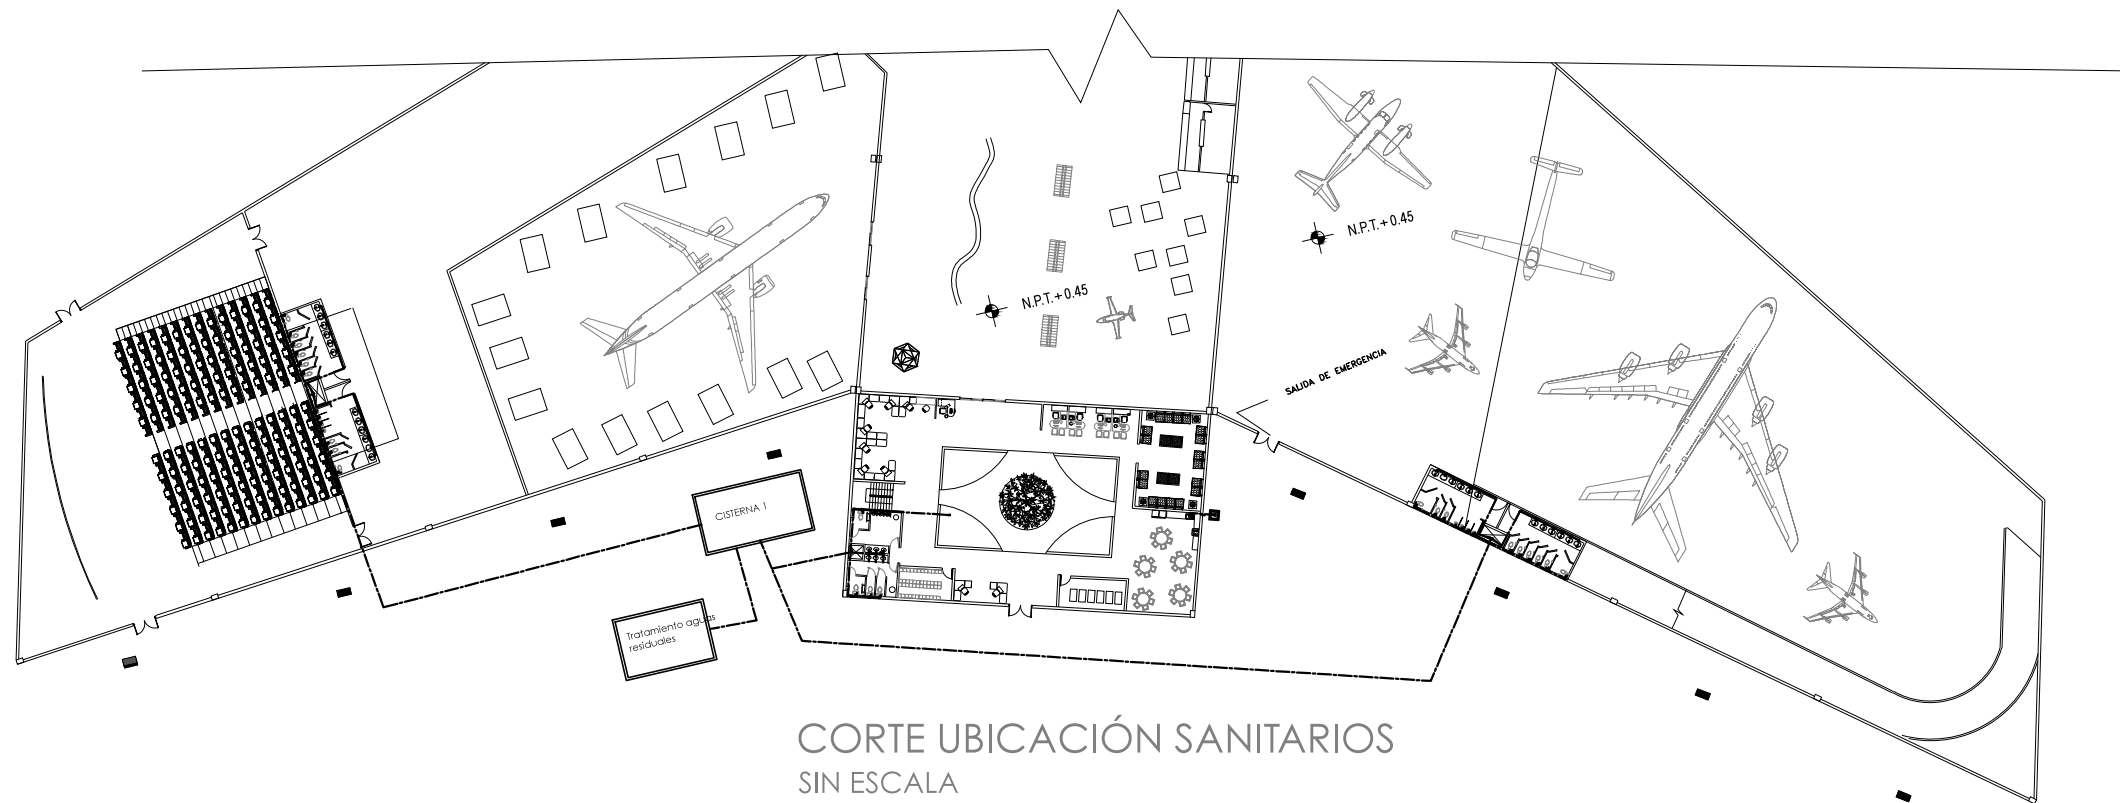 N.P.T.+0.45
N.P.T.+0.45
SALIDA DE EMERGENCIA
CISTERNA 1
Tratamiento aguas
residuales
CORTE UBICACIÓN SANITARIOS
SIN ESCALA